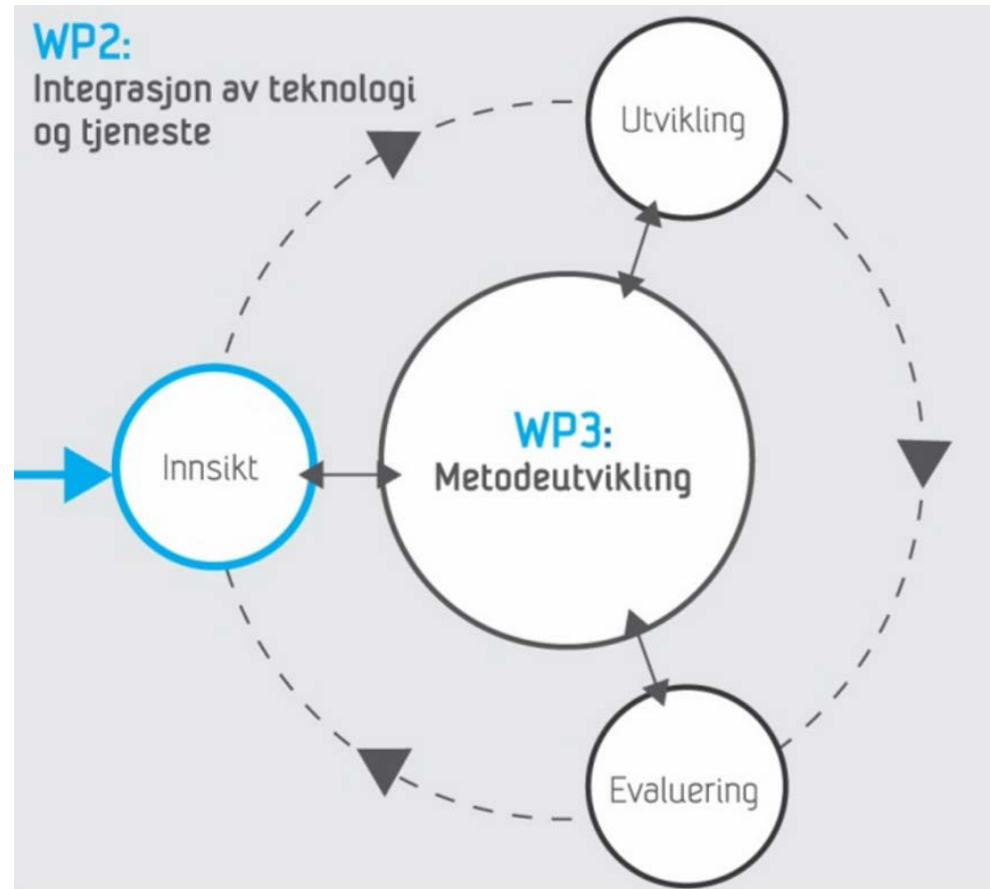 WP2:
Integrasjon av teknologi
og tjeneste
Utvikling
Innsikt
WP3:
Metodeutvikling
Evaluering